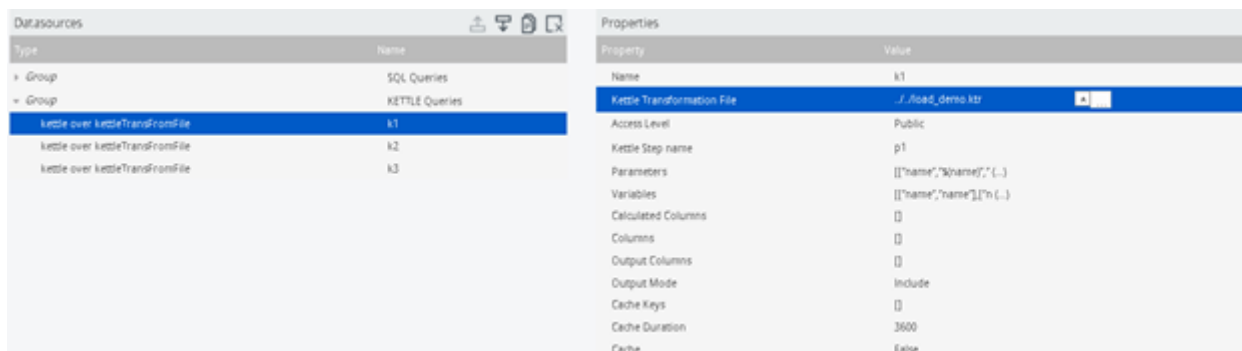 Datasources
Type Name
Group SQL Queries
Group KETTLE Queries
kettle over kettleTransFromFile k1
kettle over kettleTransFromFile k2
kettle over kettleTransFromFile k3
Properties
Property Value
Name k1
Kettle Transformation File ../../load_demo.ktr
Access Level Public
Kettle Step name p1
Parameters [["name","${name}","{...)
Variables [["name","name"],["n (...)
Calculated Columns []
Columns []
Output Columns []
Output Mode Include
Cache Keys []
Cache Duration 3600
Cache False